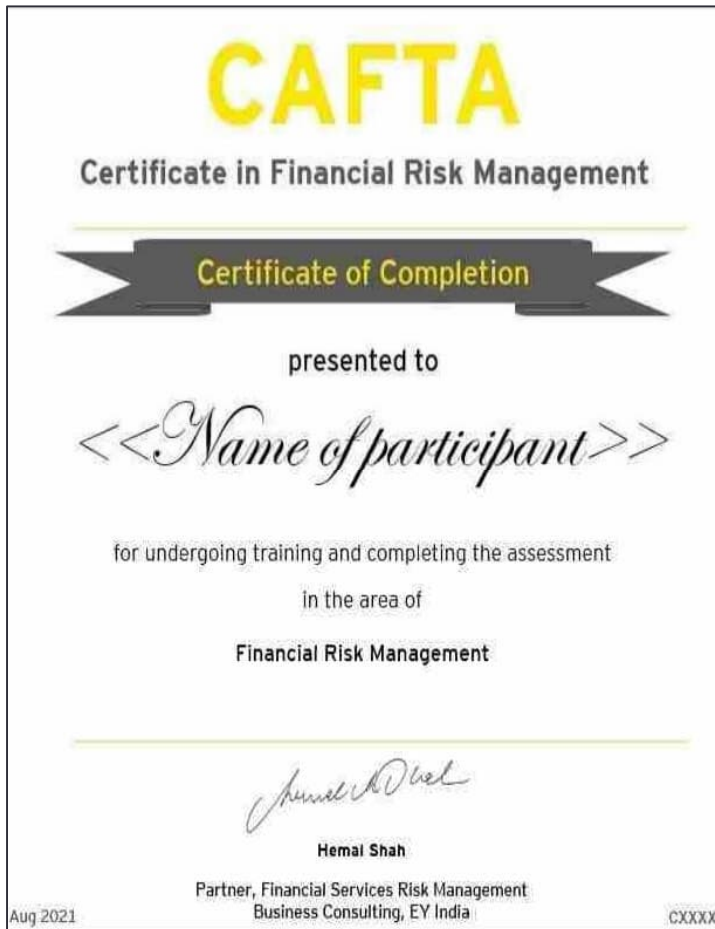 CAFTA
Certificate in Financial Risk Management
Certificate of Completion
presented to
<<Name of participant>>
for undergoing training and completing the assessment
in the area of
Financial Risk Management
Hemal Shah
Partner, Financial Services Risk Management
Business Consulting, EY India
Aug 2021
CXXXX